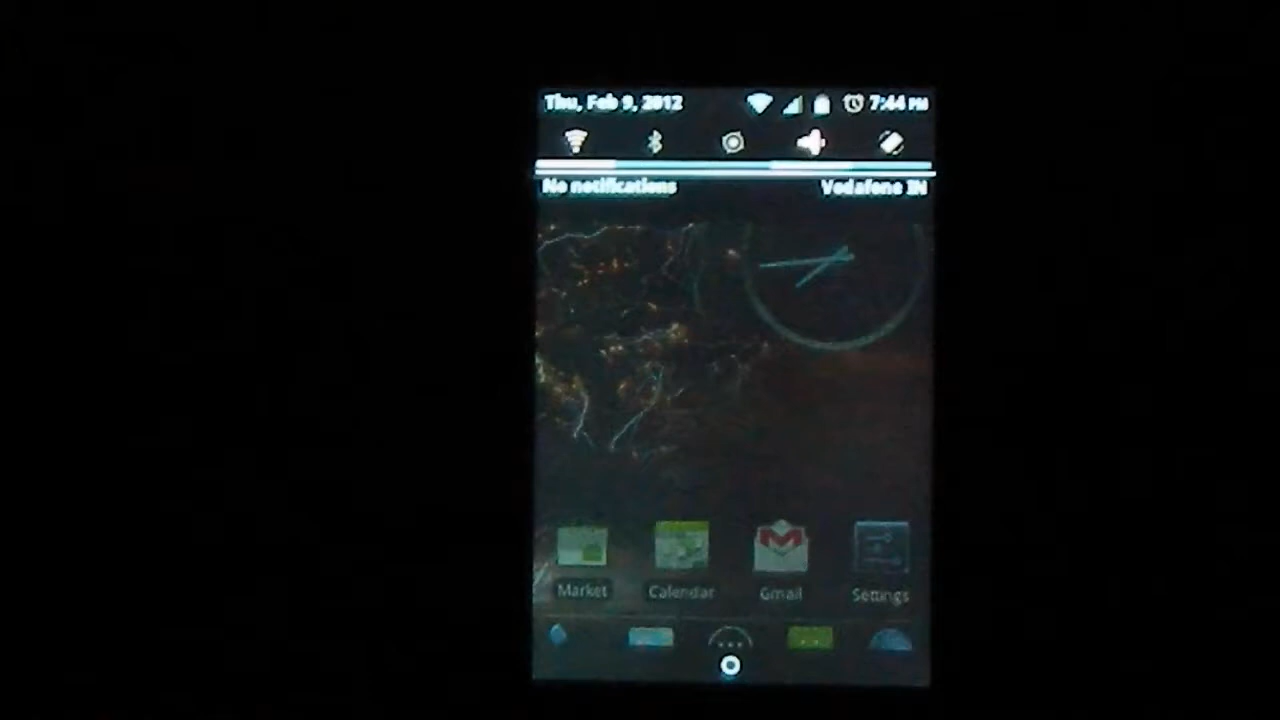 Thu, Feb 9, 2012 7:44 PM
No notifications Vodafone IN
Market Calendar Gmail Settings